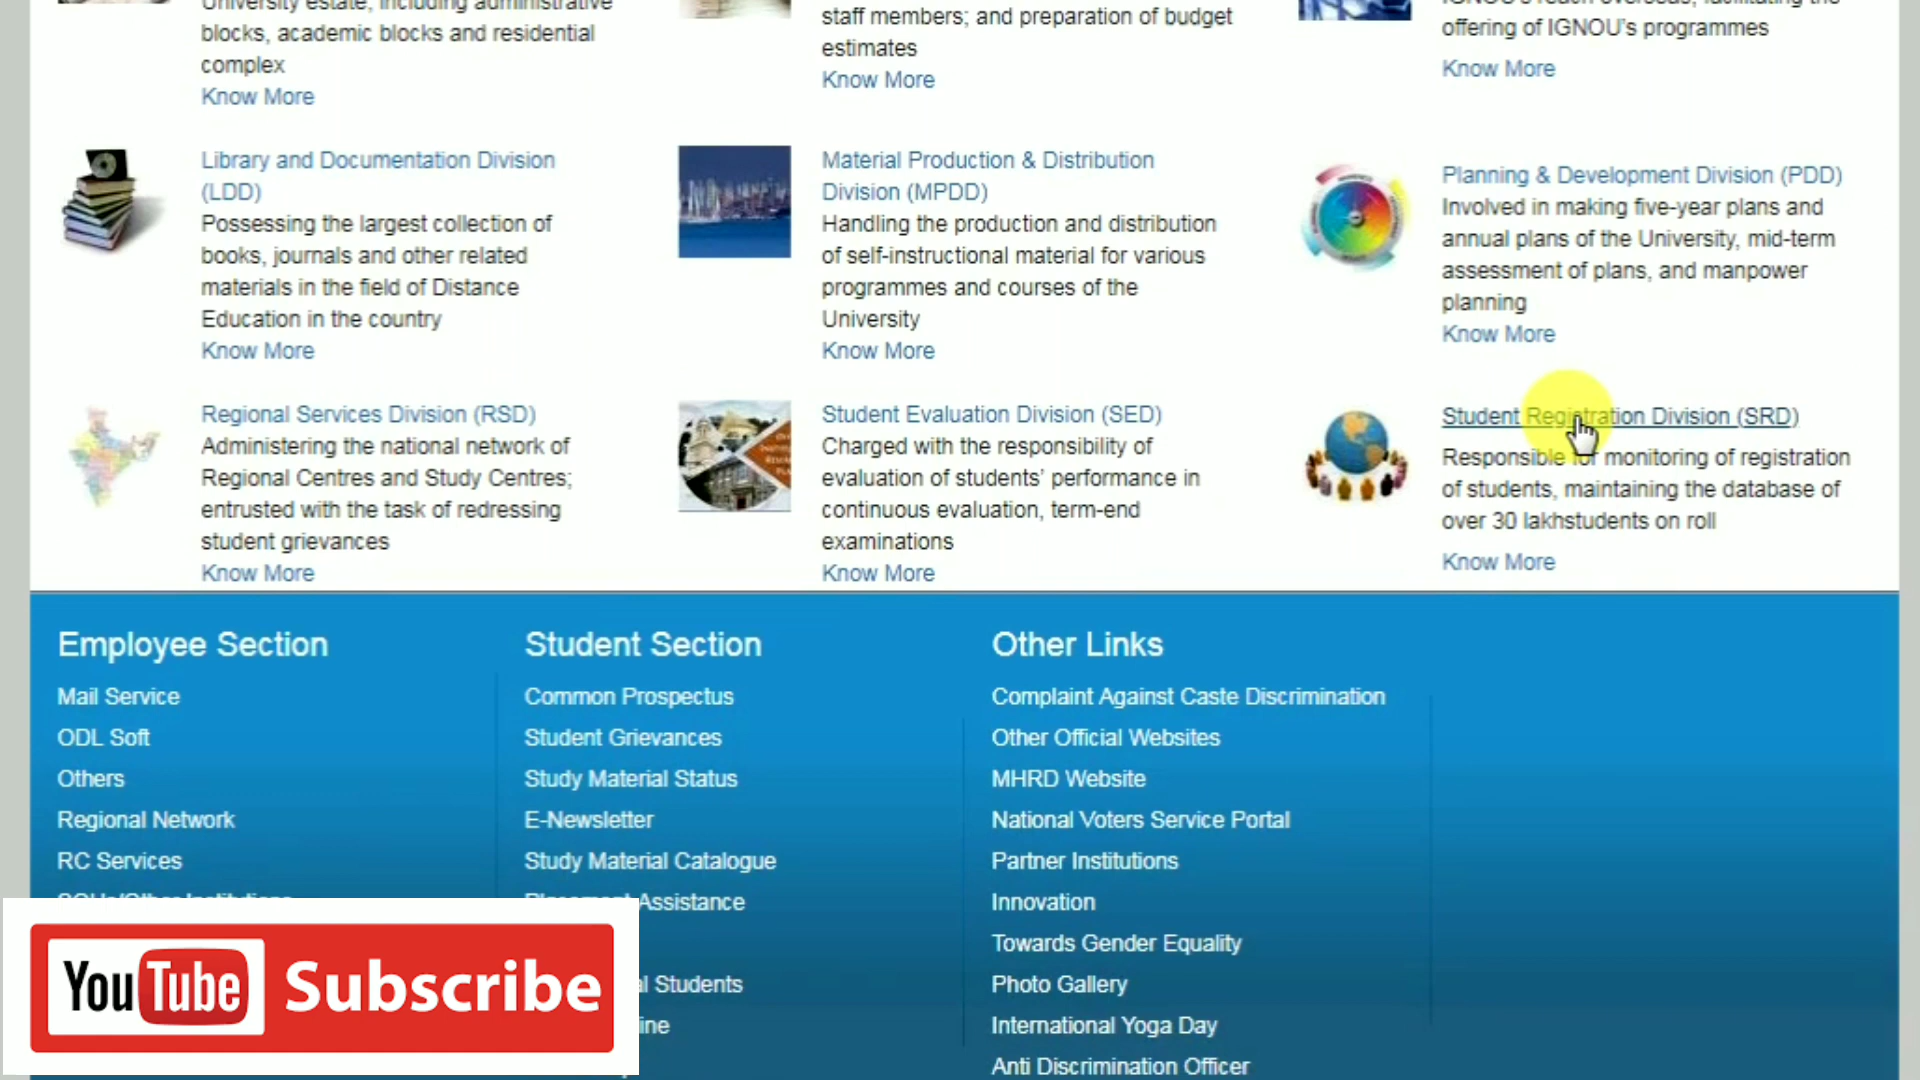 blocks, academic blocks and residential
complex
Know More
staff members; and preparation of budget
estimates
Know More
offering of IGNOU's programmes
Know More
Library and Documentation Division
(LDD)
Possessing the largest collection of
books, journals and other related
materials in the field of Distance
Education in the country
Know More
Material Production & Distribution
Division (MPDD)
Handling the production and distribution
of self-instructional material for various
programmes and courses of the
University
Know More
Planning & Development Division (PDD)
Involved in making five-year plans and
annual plans of the University, mid-term
assessment of plans, and manpower
planning
Know More
Regional Services Division (RSD)
Administering the national network of
Regional Centres and Study Centres;
entrusted with the task of redressing
student grievances
Know More
Student Evaluation Division (SED)
Charged with the responsibility of
evaluation of students' performance in
continuous evaluation, term-end
examinations
Know More
Student Registration Division (SRD)
Responsible for monitoring of registration
of students, maintaining the database of
over 30 lakhstudents on roll
Know More
Employee Section
Mail Service
ODL Soft
Others
Regional Network
RC Services
Student Section
Common Prospectus
Student Grievances
Study Material Status
E-Newsletter
Study Material Catalogue
Assistance
Students
Other Links
Complaint Against Caste Discrimination
Other Official Websites
MHRD Website
National Voters Service Portal
Partner Institutions
Innovation
Towards Gender Equality
Photo Gallery
International Yoga Day
Anti Discrimination Officer
YouTube Subscribe